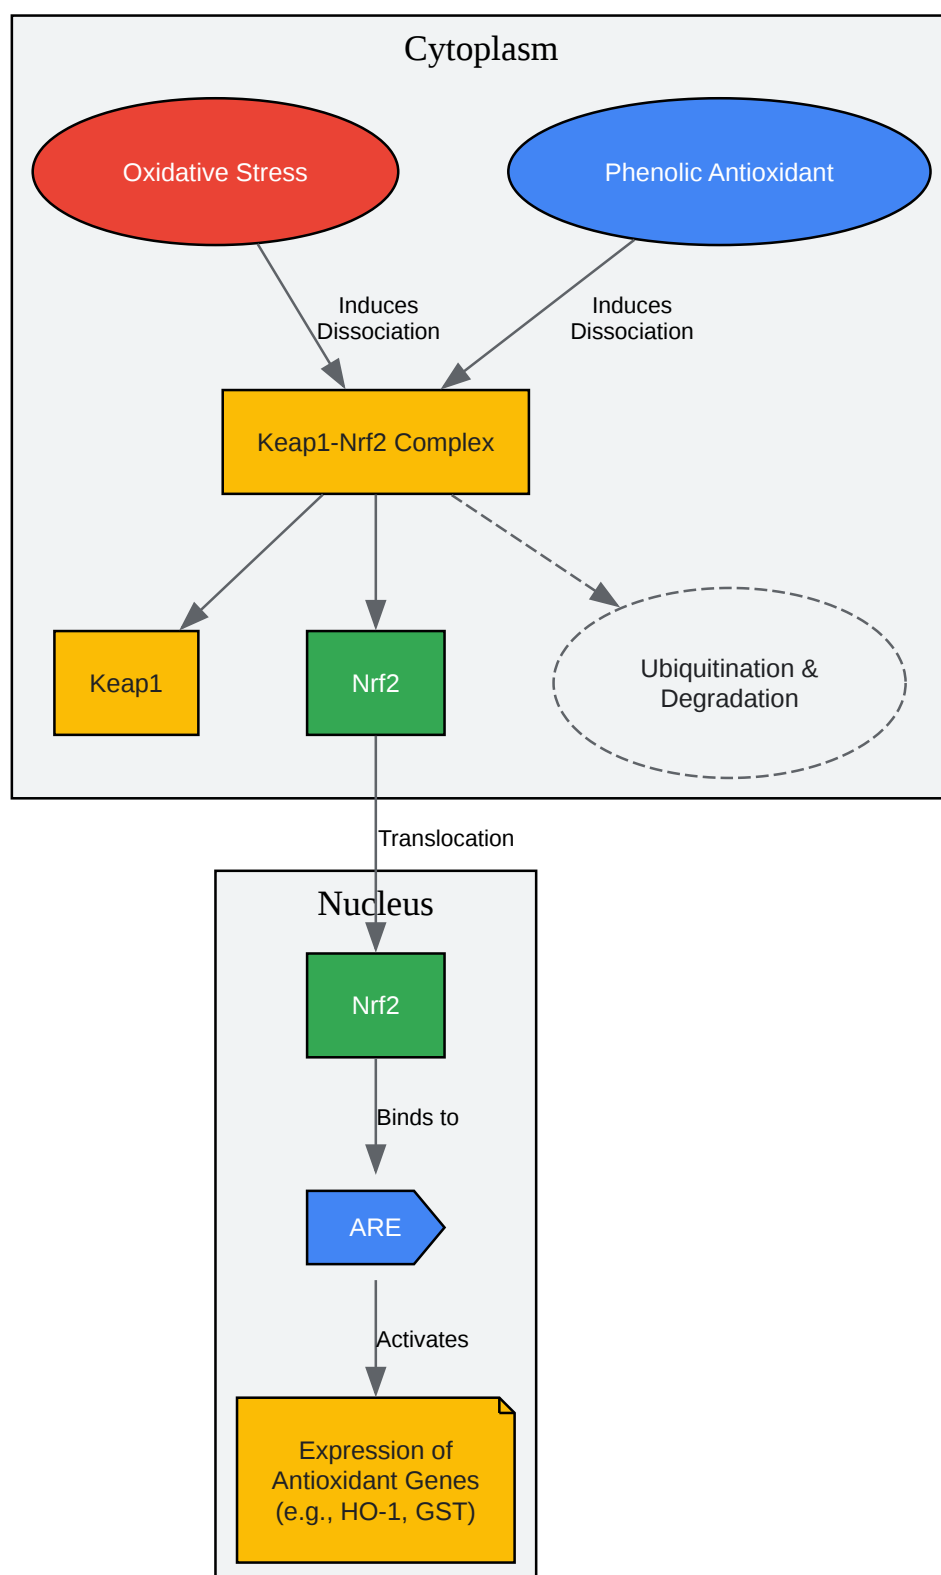 Cytoplasm
Oxidative Stress
Phenolic Antioxidant
Induces
Dissociation
Induces
Dissociation
Keap1-Nrf2 Complex
Keap1
Nrf2
Ubiquitination &
Degradation
Translocation
Nucleus
Nrf2
Binds to
ARE
Activates
Expression of
Antioxidant Genes
(e.g., HO-1, GST)